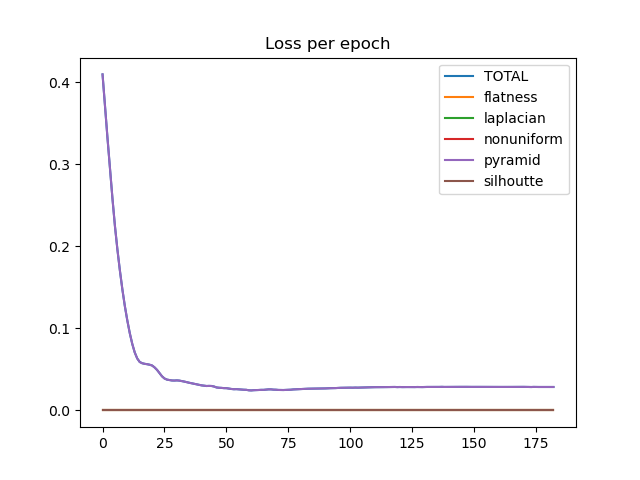 Loss per epoch
TOTAL
flatness
laplacian
nonuniform
pyramid
silhoutte
0.4
0.3
0.2
0.1
0.0
0 25 50 75 100 125 150 175